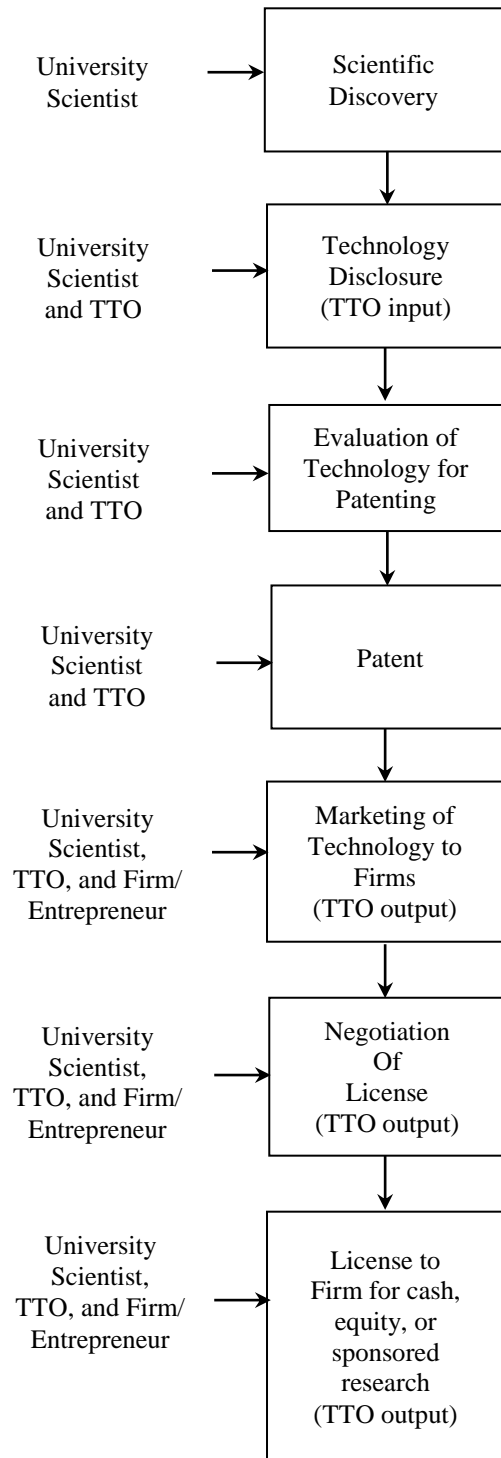 University
Scientist
Scientific
Discovery
University
Scientist
and TTO
Technology
Disclosure
(TTO input)
University
Scientist
and TTO
Evaluation of
Technology for
Patenting
University
Scientist
and TTO
Patent
University
Scientist,
TTO, and Firm/
Entrepreneur
Marketing of
Technology to
Firms
(TTO output)
University
Scientist,
TTO, and Firm/
Entrepreneur
Negotiation
Of
License
(TTO output)
University
Scientist,
TTO, and Firm/
Entrepreneur
License to
Firm for cash,
equity, or
sponsored
research
(TTO output)